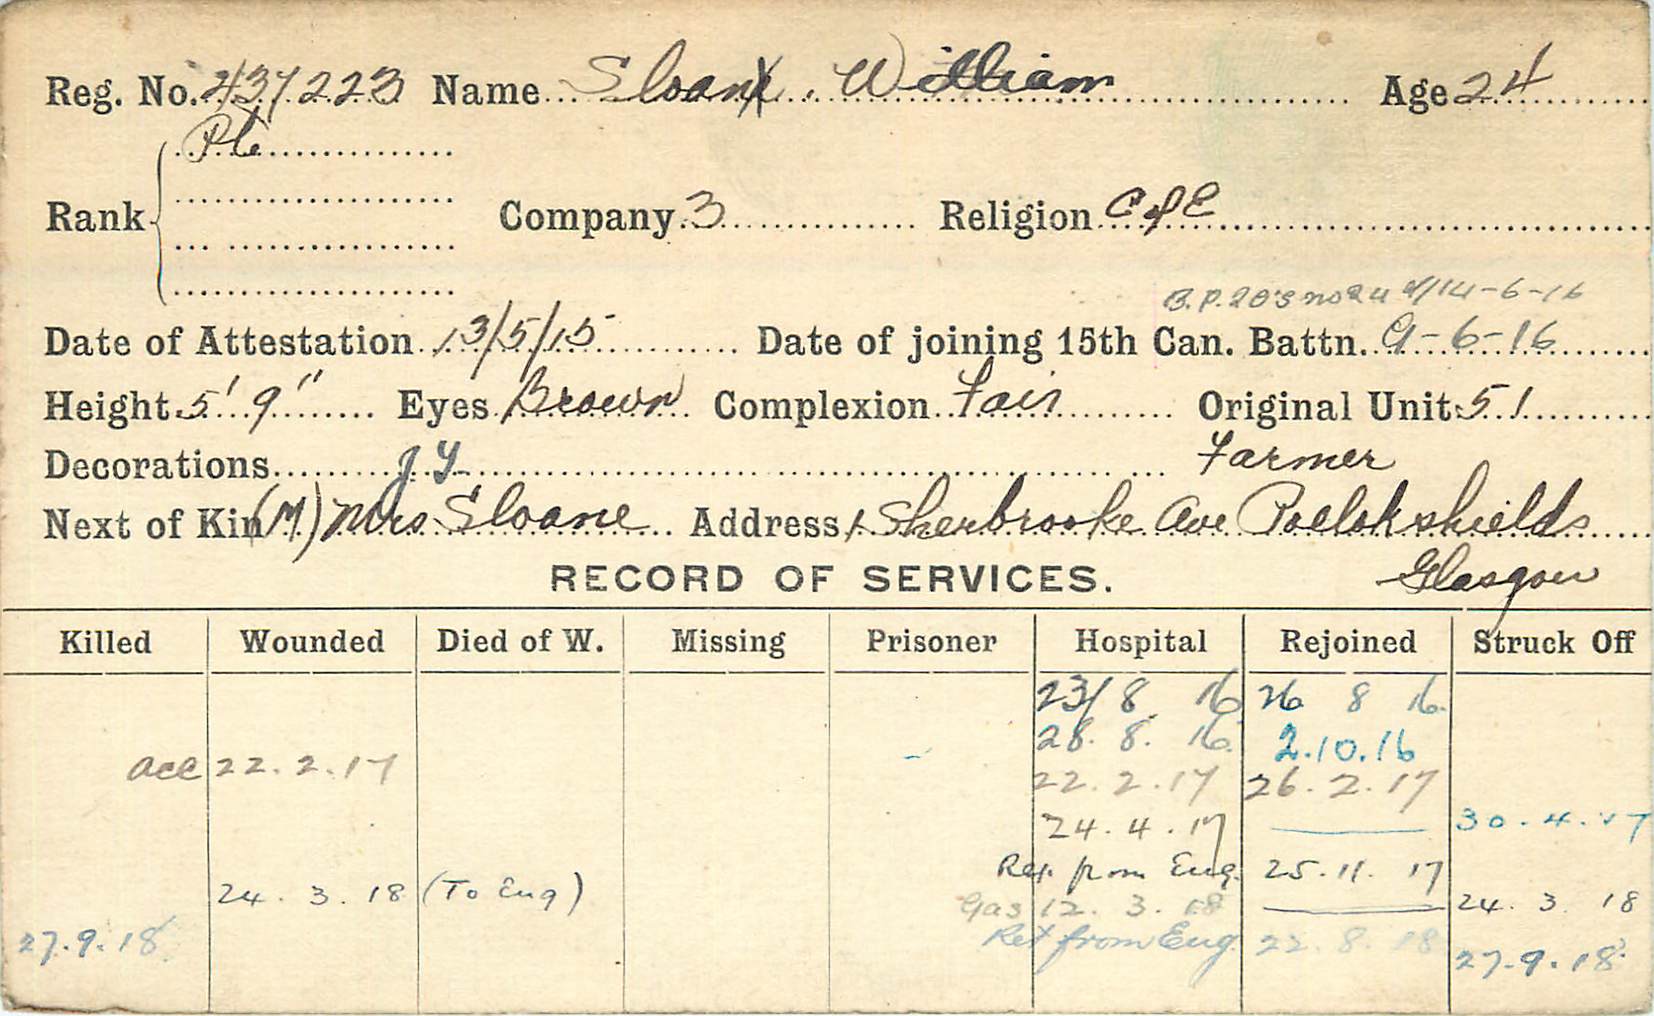 Reg. No. 437223 Name Sloan, William Age 24
Pte
Rank Company 3 Religion C of E
14-6-16
Date of Attestation 13/5/15 Date of joining 15th Can. Battn. 9-6-16
Height 5' 9" Eyes Brown Complexion Fair Original Unit 51
Decorations Farmer
Next of Kin (M) Mrs Sloane Address 1 Sherbrooke Ave Pollokshields
Glasgow
RECORD OF SERVICES.
Killed Wounded Died of W. Missing Prisoner Hospital Rejoined Struck Off
23/8 16 26 8 16
28. 8. 16 2.10.16
acc 22.2.17 22.2.17 26.2.17
24.4.17 30.4.17
Ret from Eng. 25.11.17
24.3.18 (To Eng) Gas 12.3.18 24.3.18
27.9.18 Ret from Eng. 22.8.18 27.9.18